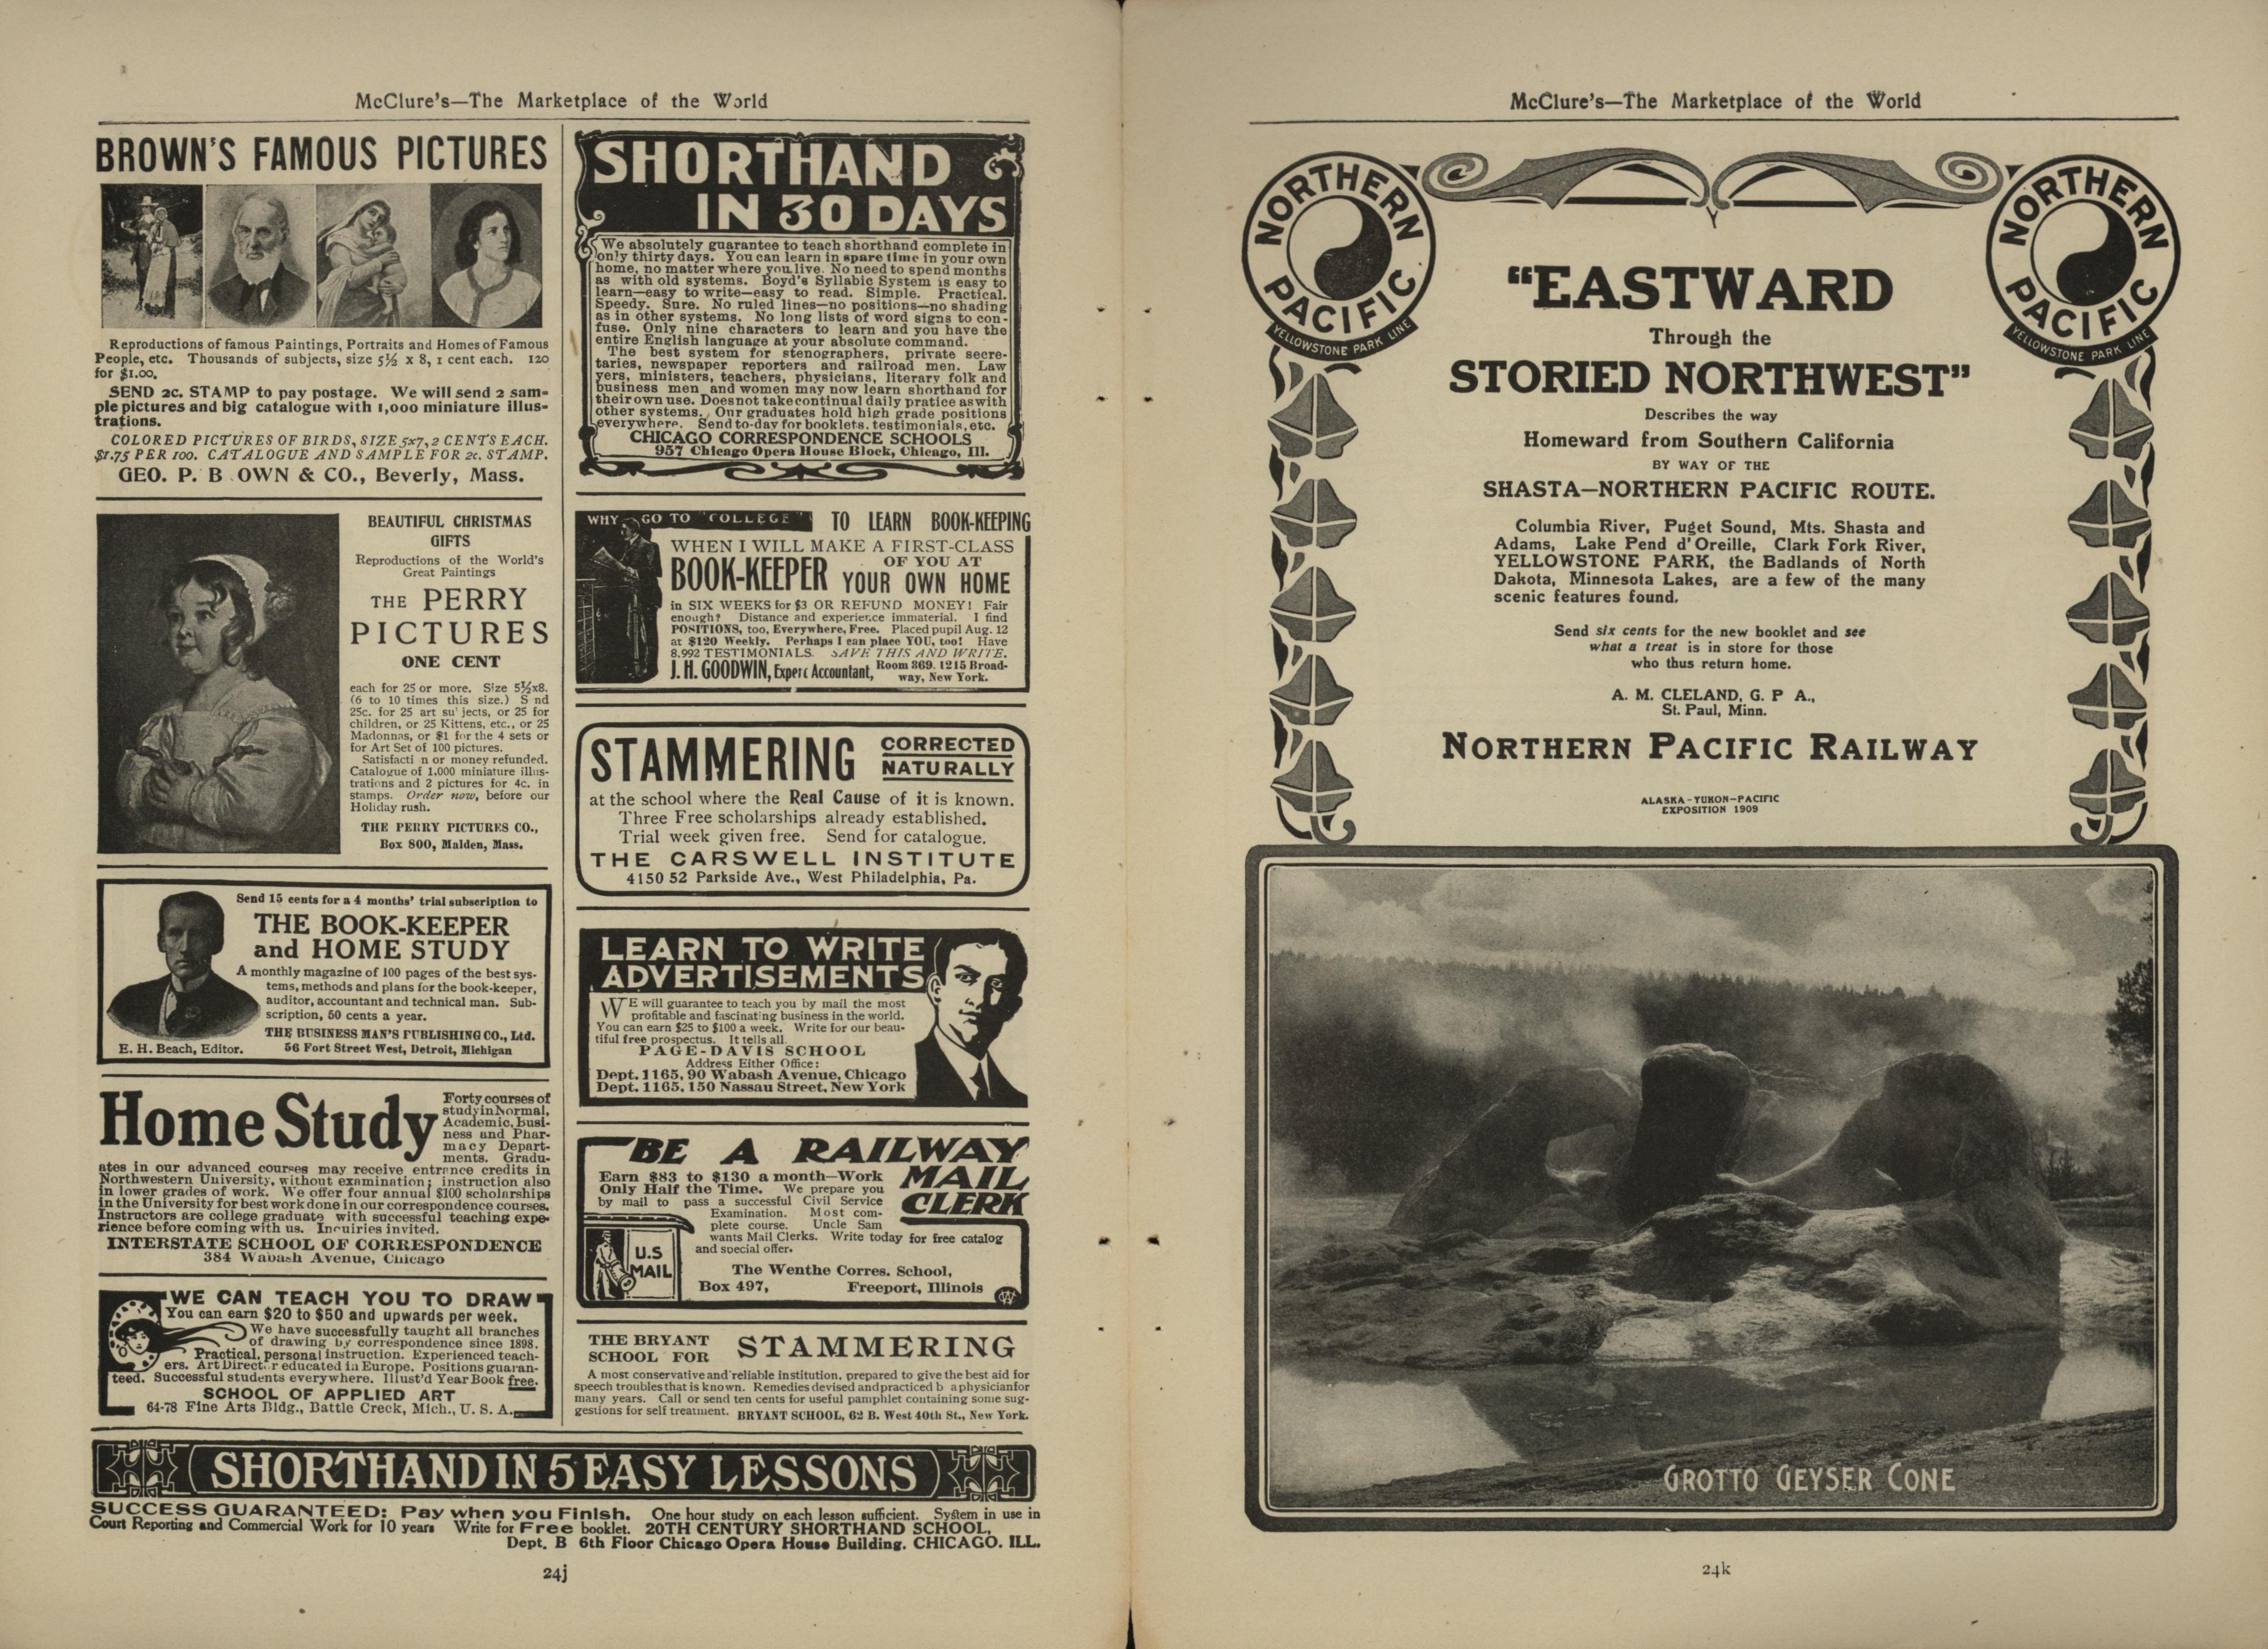 McClure's—The Marketplace of the World
BROWN'S FAMOUS PICTURES
Reproductions of famous Paintings, Portraits and Homes of Famous
People, etc. Thousands of subjects, size 5½ x 8, 1 cent each. 120
for $1.00.
SEND 2c. STAMP to pay postage. We will send 2 sam-
ple pictures and big catalogue with 1,000 miniature illus-
trations.
COLORED PICTURES OF BIRDS, SIZE 5x7, 2 CENTS EACH.
$1.75 PER 100. CATALOGUE AND SAMPLE FOR 2c. STAMP.
GEO. P. B OWN & CO., Beverly, Mass.
BEAUTIFUL CHRISTMAS
GIFTS
Reproductions of the World's
Great Paintings
THE PERRY
PICTURES
ONE CENT
each for 25 or more. Size 5½x8.
(6 to 10 times this size.) S nd
25c. for 25 art su jects, or 25 for
children, or 25 Kittens, etc., or 25
Madonnas, or $1 for the 4 sets or
for Art Set of 100 pictures.
Satisfacti n or money refunded.
Catalogue of 1,000 miniature illus-
trations and 2 pictures for 4c. in
stamps. Order now, before our
Holiday rush.
THE PERRY PICTURES CO.,
Box 800, Malden, Mass.
Send 15 cents for a 4 months' trial subscription to
THE BOOK-KEEPER
and HOME STUDY
A monthly magazine of 100 pages of the best sys-
tems, methods and plans for the book-keeper,
auditor, accountant and technical man. Sub-
scription, 50 cents a year.
THE BUSINESS MAN'S PUBLISHING CO., Ltd.
56 Fort Street West, Detroit, Michigan
E. H. Beach, Editor.
Home Study
Forty courses of
study in Normal,
Academic, Busi-
ness and Phar-
macy Depart-
ments. Gradu-
ates in our advanced courses may receive entrance credits in
Northwestern University, without examination; instruction also
in lower grades of work. We offer four annual $100 scholarships
in the University for best work done in our correspondence courses.
Instructors are college graduate with successful teaching expe-
rience before coming with us. Inquiries invited.
INTERSTATE SCHOOL OF CORRESPONDENCE
384 Wabash Avenue, Chicago
WE CAN TEACH YOU TO DRAW
You can earn $20 to $50 and upwards per week.
We have successfully taught all branches
of drawing by correspondence since 1898.
Practical, personal instruction. Experienced teach-
ers. Art Direct r educated in Europe. Positions guaran-
teed. Successful students everywhere. Illust'd Year Book free.
SCHOOL OF APPLIED ART
64-78 Fine Arts Bldg., Battle Creek, Mich., U. S. A.
SHORTHAND
IN 30 DAYS
We absolutely guarantee to teach shorthand complete in
only thirty days. You can learn in spare time in your own
home, no matter where you live. No need to spend months
as with old systems. Boyd's Syllabic System is easy to
learn—easy to write—easy to read. Simple. Practical.
Speedy. Sure. No ruled lines—no positions—no shading
as in other systems. No long lists of word signs to con-
fuse. Only nine characters to learn and you have the
entire English language at your absolute command.
The best system for stenographers, private secre-
taries, newspaper reporters and railroad men. Law
yers, ministers, teachers, physicians, literary folk and
business men and women may now learn shorthand for
their own use. Does not take continual daily pratice as with
other systems. Our graduates hold high grade positions
everywhere. Send to-day for booklets, testimonials, etc.
CHICAGO CORRESPONDENCE SCHOOLS
957 Chicago Opera House Block, Chicago, Ill.
WHY GO TO "COLLEGE" TO LEARN BOOK-KEEPING
WHEN I WILL MAKE A FIRST-CLASS
BOOK-KEEPER OF YOU AT
YOUR OWN HOME
in SIX WEEKS for $3 OR REFUND MONEY! Fair
enough? Distance and experience immaterial. I find
POSITIONS, too, Everywhere, Free. Placed pupil Aug. 12
at $120 Weekly. Perhaps I can place YOU, too! Have
8,992 TESTIMONIALS. SAVE THIS AND WRITE.
J. H. GOODWIN, Expert Accountant, Room 369, 1215 Broad-
way, New York.
STAMMERING CORRECTED
NATURALLY
at the school where the Real Cause of it is known.
Three Free scholarships already established.
Trial week given free. Send for catalogue.
THE CARSWELL INSTITUTE
4150 52 Parkside Ave., West Philadelphia, Pa.
LEARN TO WRITE
ADVERTISEMENTS
WE will guarantee to teach you by mail the most
profitable and fascinating business in the world.
You can earn $25 to $100 a week. Write for our beau-
tiful free prospectus. It tells all.
PAGE-DAVIS SCHOOL
Address Either Office:
Dept. 1165, 90 Wabash Avenue, Chicago
Dept. 1165, 150 Nassau Street, New York
BE A RAILWAY
MAIL
CLERK
Earn $83 to $130 a month—Work
Only Half the Time. We prepare you
by mail to pass a successful Civil Service
Examination. Most com-
plete course. Uncle Sam
wants Mail Clerks. Write today for free catalog
and special offer.
U.S
MAIL
The Wenthe Corres. School,
Box 497, Freeport, Illinois
THE BRYANT
SCHOOL FOR STAMMERING
A most conservative and reliable institution, prepared to give the best aid for
speech troubles that is known. Remedies devised and practiced b a physician for
many years. Call or send ten cents for useful pamphlet containing some sug-
gestions for self treatment. BRYANT SCHOOL, 62 B. West 40th St., New York.
SHORTHAND IN 5 EASY LESSONS
SUCCESS GUARANTEED: Pay when you Finish. One hour study on each lesson sufficient. System in use in
Court Reporting and Commercial Work for 10 years Write for Free booklet. 20TH CENTURY SHORTHAND SCHOOL,
Dept. B 6th Floor Chicago Opera House Building. CHICAGO. ILL.
24j
McClure's—The Marketplace of the World
NORTHERN PACIFIC
YELLOWSTONE PARK LINE
NORTHERN PACIFIC
YELLOWSTONE PARK LINE
"EASTWARD
Through the
STORIED NORTHWEST"
Describes the way
Homeward from Southern California
BY WAY OF THE
SHASTA—NORTHERN PACIFIC ROUTE.
Columbia River, Puget Sound, Mts. Shasta and
Adams, Lake Pend d'Oreille, Clark Fork River,
YELLOWSTONE PARK, the Badlands of North
Dakota, Minnesota Lakes, are a few of the many
scenic features found.
Send six cents for the new booklet and see
what a treat is in store for those
who thus return home.
A. M. CLELAND, G. P A.,
St. Paul, Minn.
NORTHERN PACIFIC RAILWAY
ALASKA-YUKON-PACIFIC
EXPOSITION 1909
GROTTO GEYSER CONE
24k